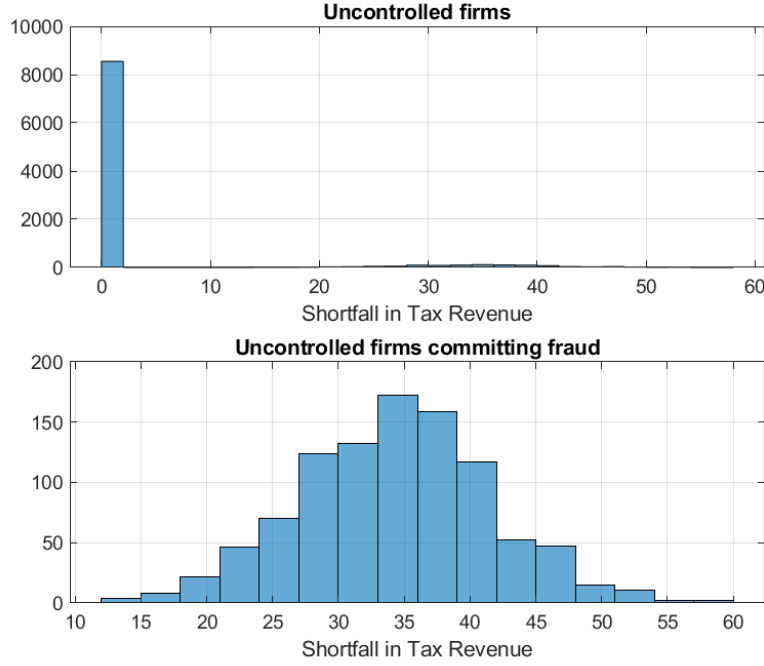 Uncontrolled firms
10000
8000
6000
4000
2000
0
0 10 20 30 40 50 60
Shortfall in Tax Revenue
Uncontrolled firms committing fraud
200
150
100
50
0
10 15 20 25 30 35 40 45 50 55 60
Shortfall in Tax Revenue